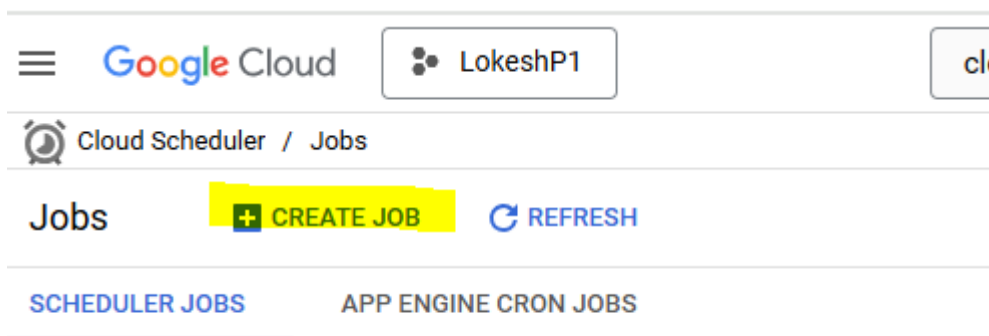 Google Cloud LokeshP1
Cloud Scheduler / Jobs
Jobs CREATE JOB REFRESH
SCHEDULER JOBS APP ENGINE CRON JOBS